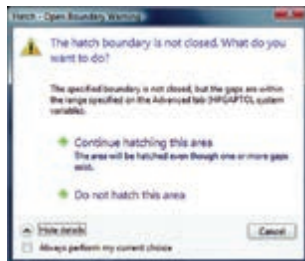 Hatch - Open Boundary Warning
The hatch boundary is not closed. What do you
want to do?
The specified boundary is not closed, but the gaps are within
the range specified on the Advanced tab (HPGAPTOL system
variable).
Continue hatching this area
The area will be hatched even though one or more gaps
exist.
Do not hatch this area
Hide details
Cancel
Always perform my current choice